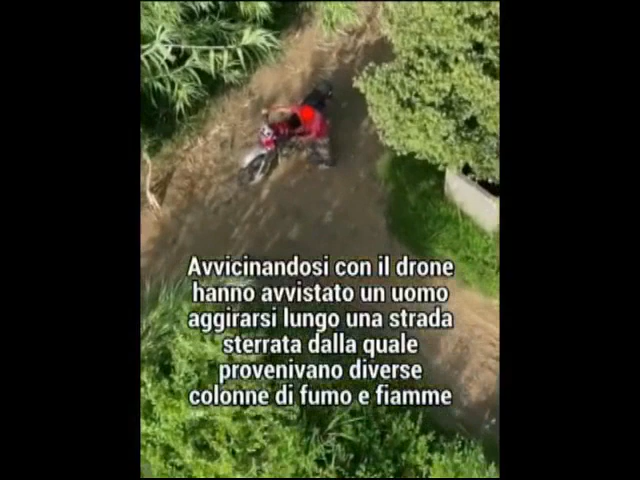 Avvicinandosi con il drone
hanno avvistato un uomo
aggirarsi lungo una strada
sterrata dalla quale
provenivano diverse
colonne di fumo e fiamme